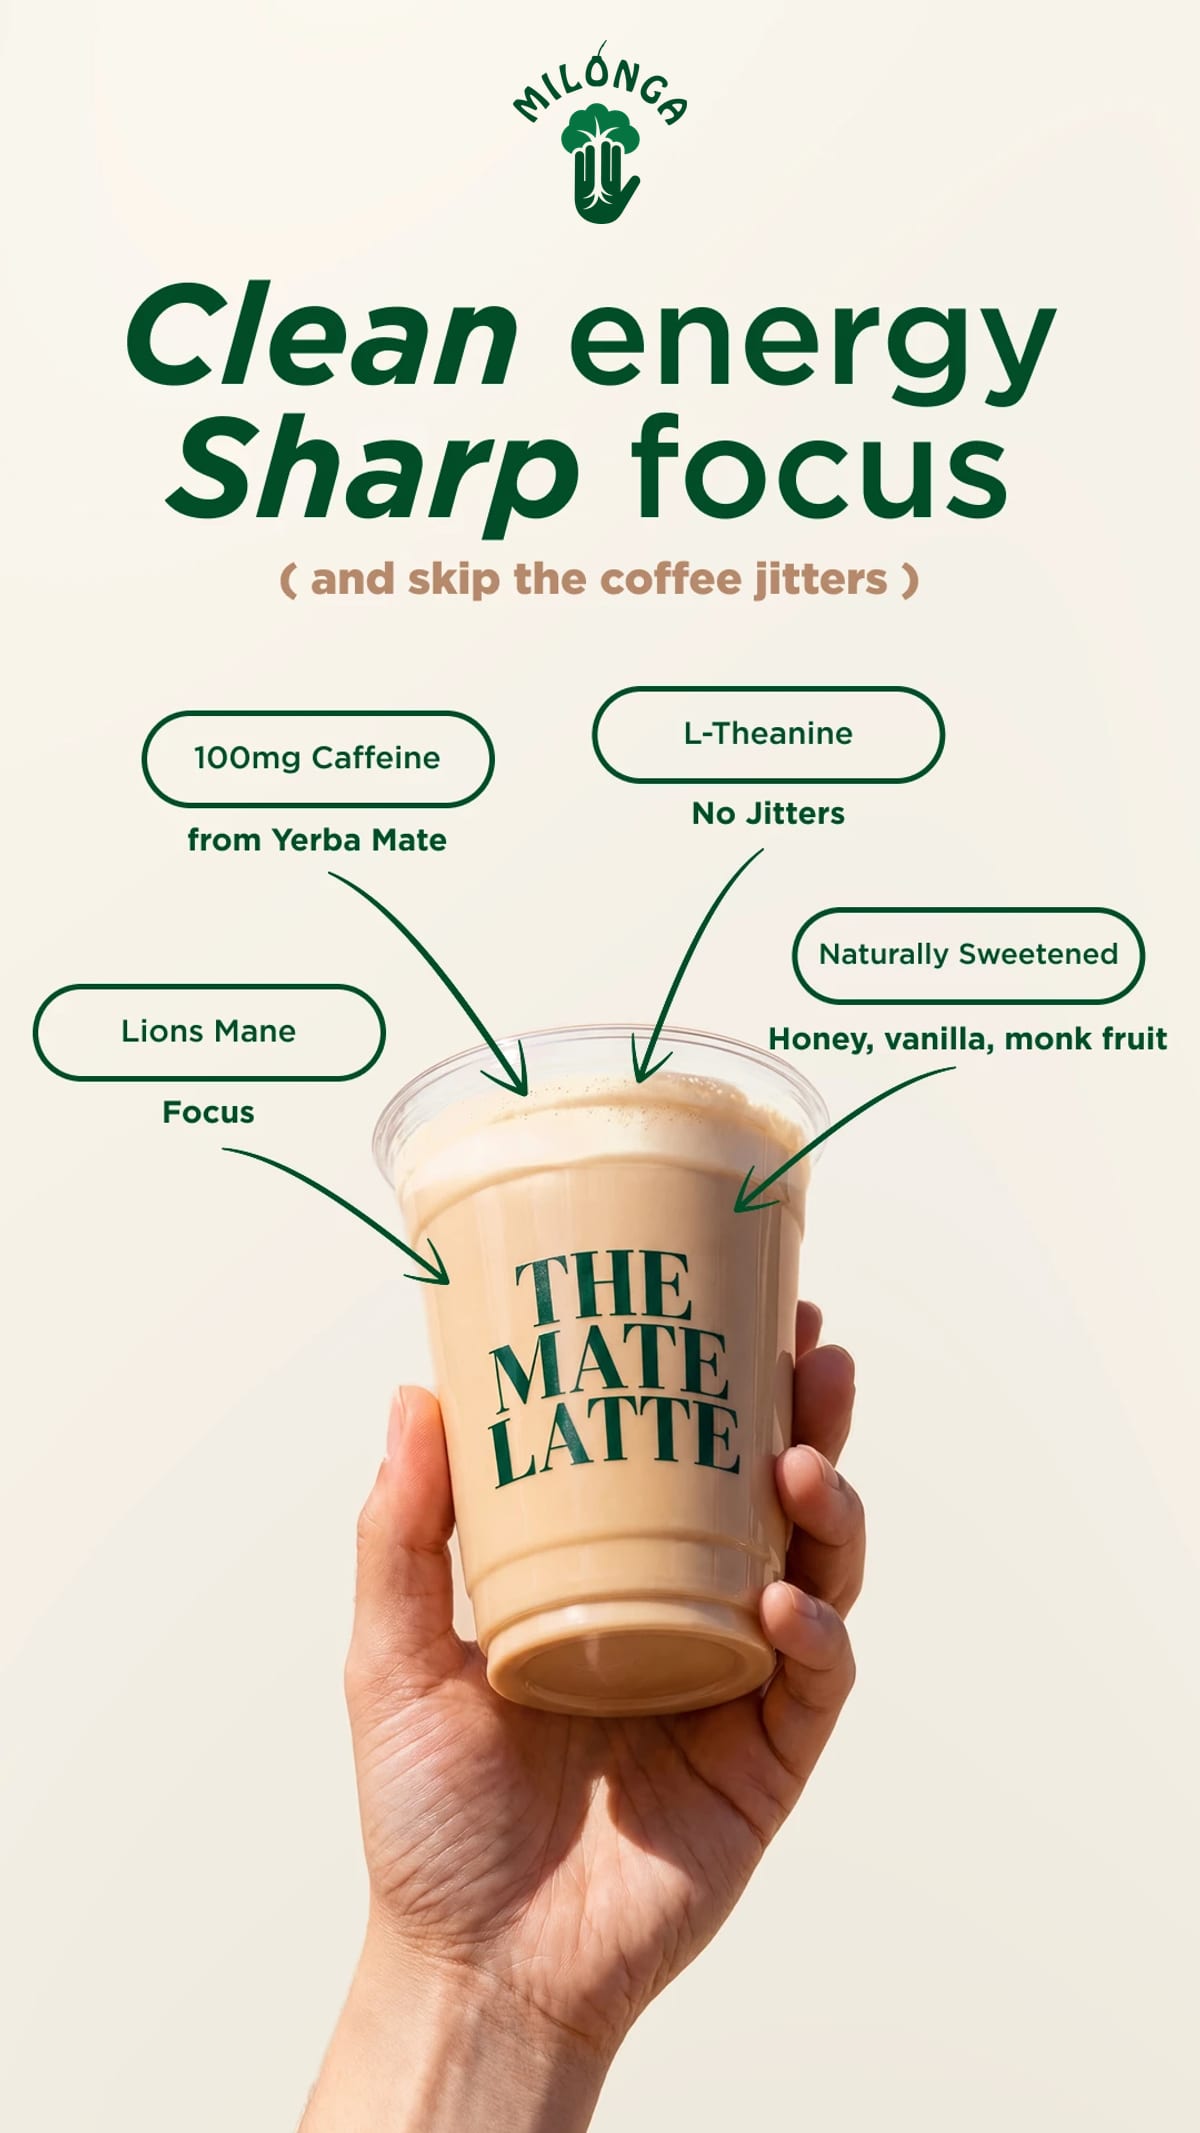 MILONGA
Clean energy
Sharp focus
( and skip the coffee jitters )
100mg Caffeine
from Yerba Mate
L-Theanine
No Jitters
Naturally Sweetened
Honey, vanilla, monk fruit
Lions Mane
Focus
THE
MATE
LATTE